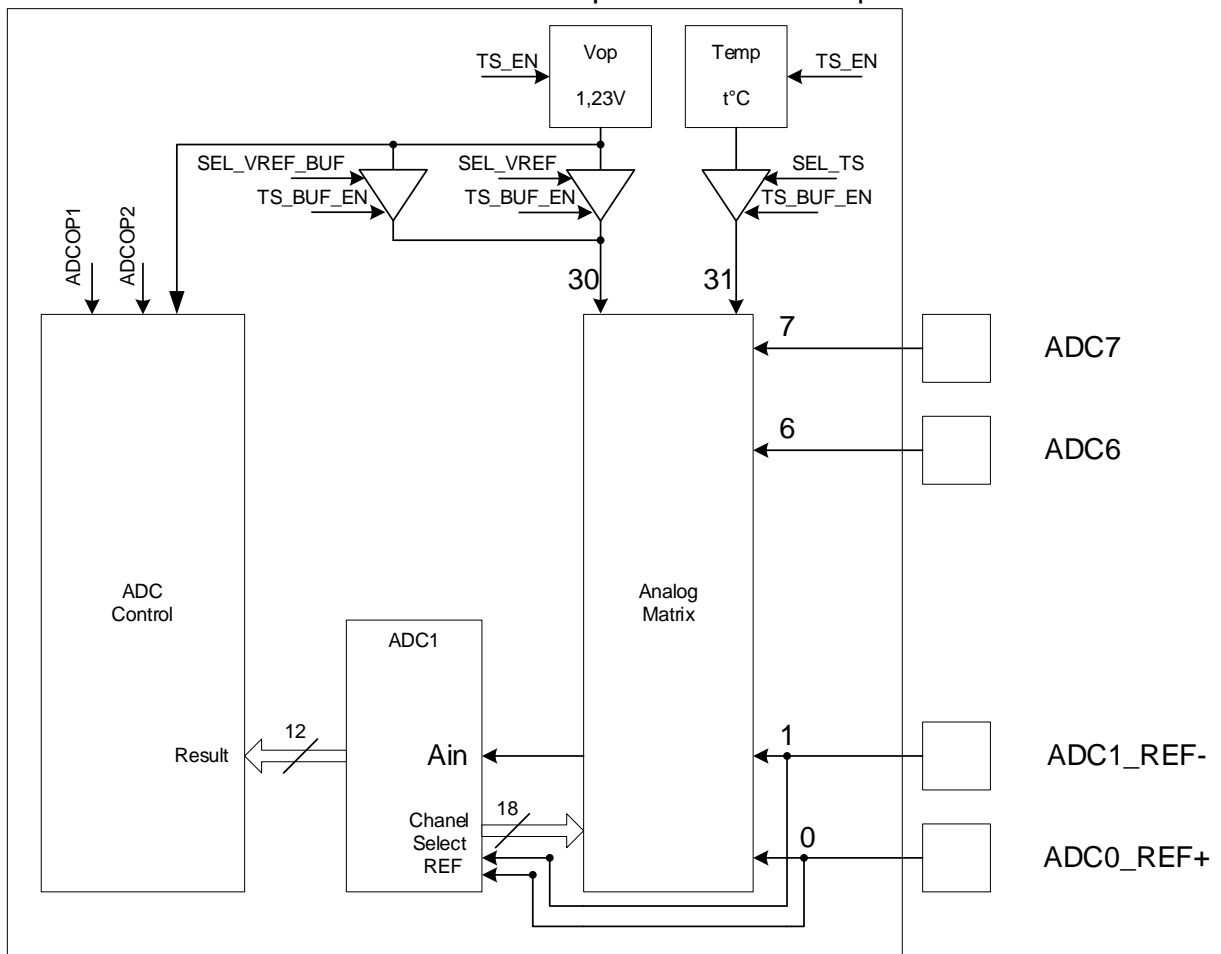 Vop
1,23V
Temp
t°C
TS_EN
TS_EN
SEL_VREF_BUF
TS_BUF_EN
SEL_VREF
TS_BUF_EN
SEL_TS
TS_BUF_EN
ADCOP1
ADCOP2
30
31
7
ADC7
6
ADC6
ADC
Control
Analog
Matrix
ADC1
Result
12
Ain
1
ADC1_REF-
Chanel
Select
REF
18
0
ADC0_REF+